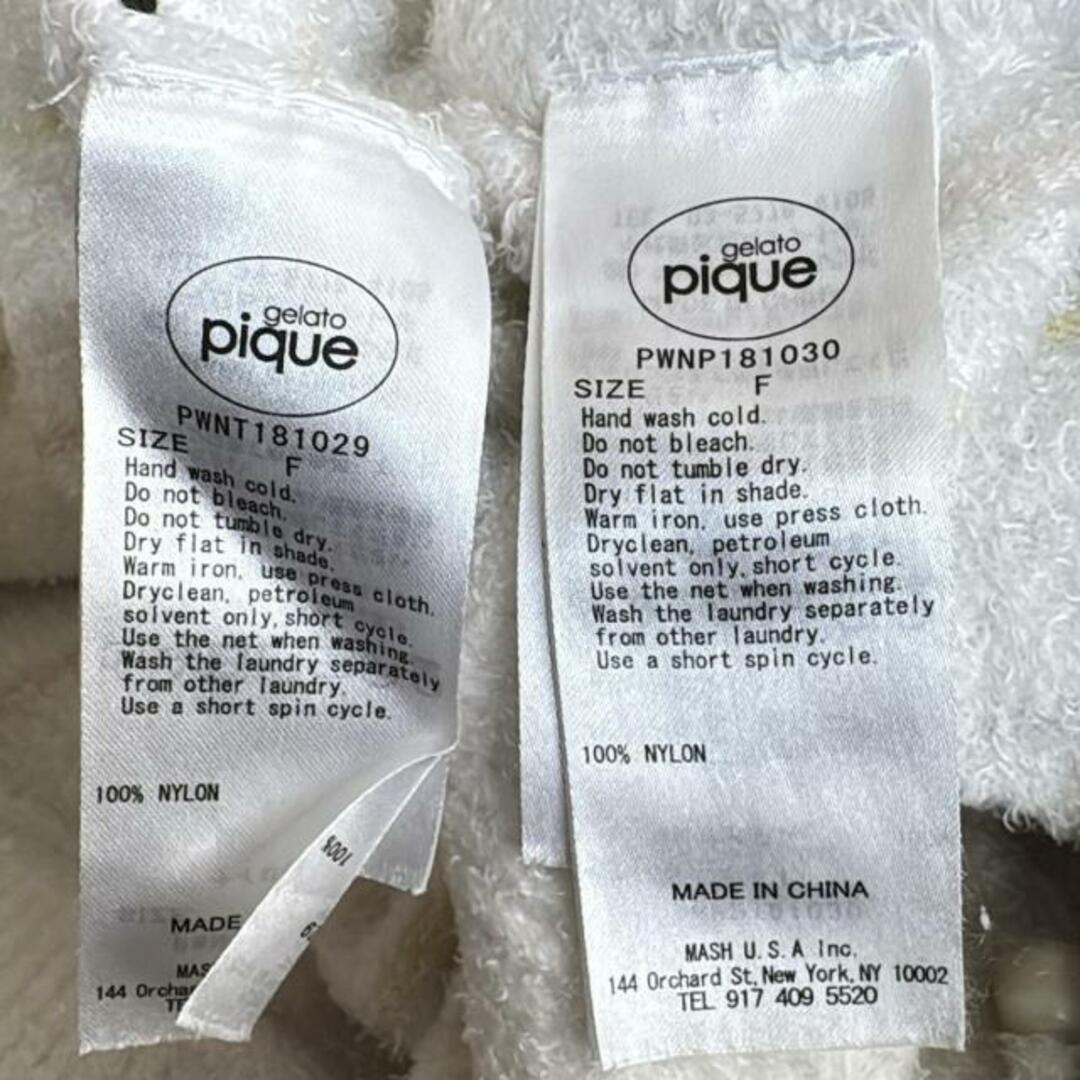 gelato
pique
PWNT181029
SIZE F
Hand wash cold.
Do not bleach.
Do not tumble dry.
Dry flat in shade.
Warm iron, use press cloth.
Dryclean, petroleum
solvent only, short cycle.
Use the net when washing.
Wash the laundry separately
from other laundry.
Use a short spin cycle.
100% NYLON
100%
MADE
144
gelato
pique
PWNP181030
SIZE F
Hand wash cold.
Do not bleach.
Do not tumble dry.
Dry flat in shade.
Warm iron, use press cloth.
Dryclean, petroleum
solvent only, short cycle.
Use the net when washing.
Wash the laundry separately
from other laundry.
Use a short spin cycle.
100% NYLON
MADE IN CHINA
MASH U.S.A Inc.
144 Orchard St, New York, NY 10002
TEL 917 409 5520